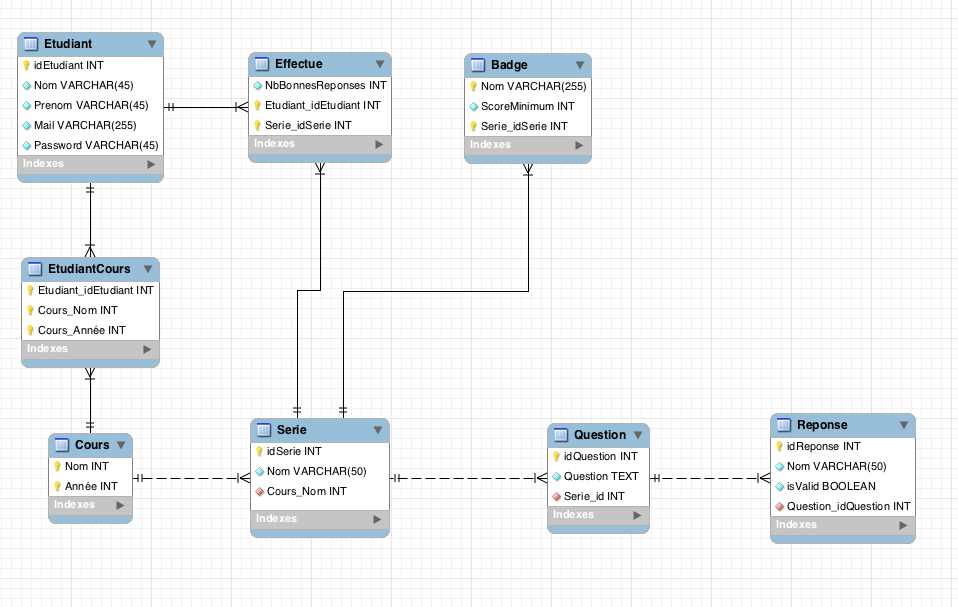 Etudiant
idEtudiant INT
Nom VARCHAR(45)
Prenom VARCHAR(45)
Mail VARCHAR(255)
Password VARCHAR(45)
Indexes
Effectue
NbBonnesReponses INT
Etudiant_idEtudiant INT
Serie_idSerie INT
Indexes
Badge
Nom VARCHAR(255)
ScoreMinimum INT
Serie_idSerie INT
Indexes
EtudiantCours
Etudiant_idEtudiant INT
Cours_Nom INT
Cours_Année INT
Indexes
Cours
Nom INT
Année INT
Indexes
Serie
idSerie INT
Nom VARCHAR(50)
Cours_Nom INT
Indexes
Question
idQuestion INT
Question TEXT
Serie_id INT
Indexes
Reponse
idReponse INT
Nom VARCHAR(50)
isValid BOOLEAN
Question_idQuestion INT
Indexes